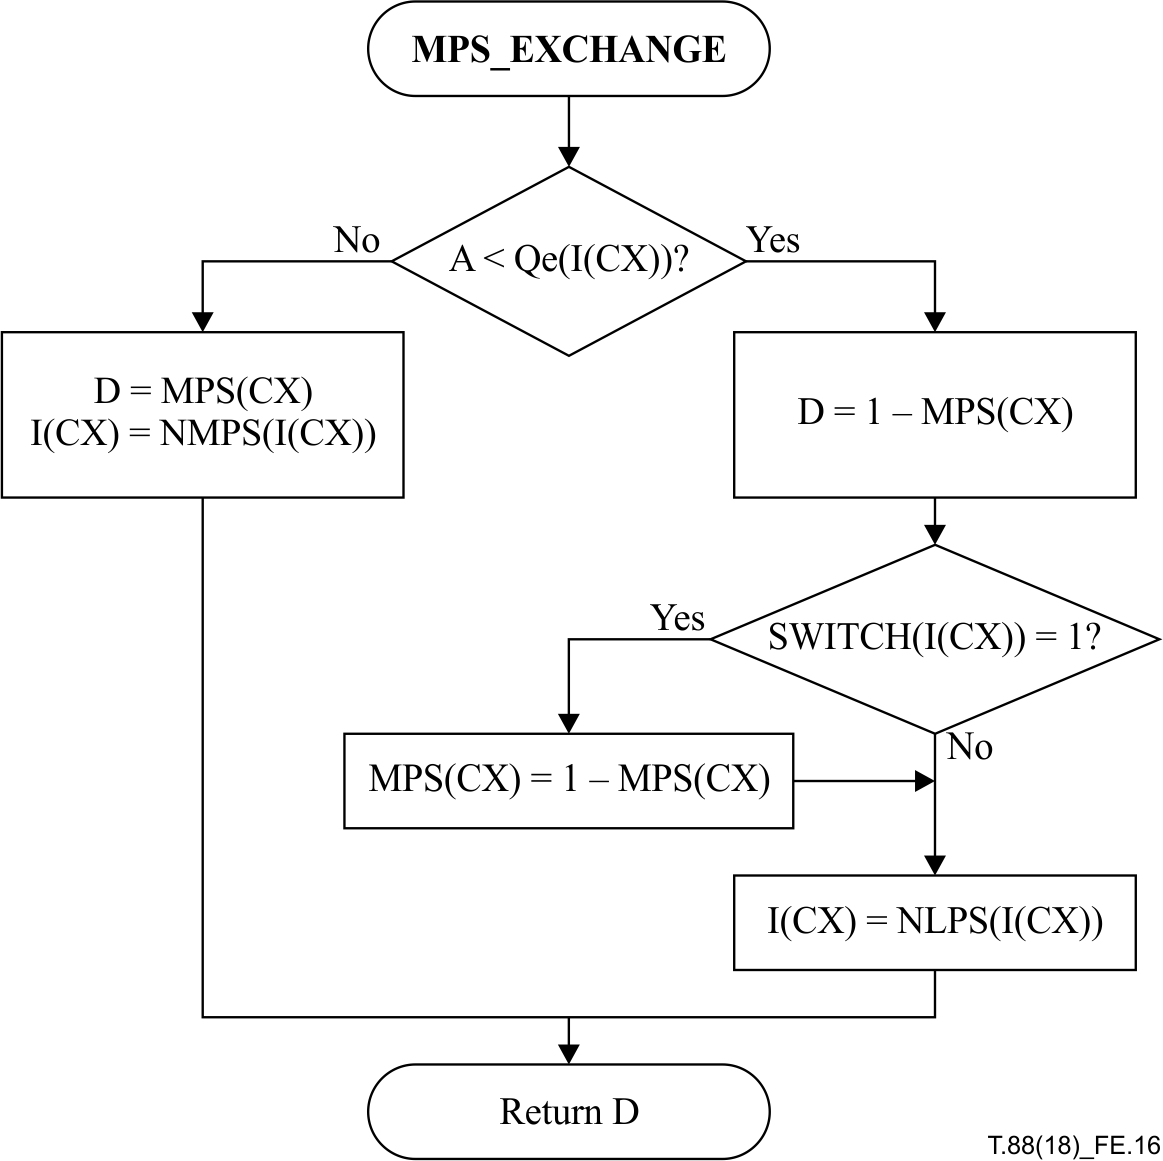 MPS_EXCHANGE
A < Qe(I(CX))?
No
Yes
D = MPS(CX)
I(CX) = NMPS(I(CX))
D = 1 – MPS(CX)
SWITCH(I(CX)) = 1?
Yes
No
MPS(CX) = 1 – MPS(CX)
I(CX) = NLPS(I(CX))
Return D
T.88(18)_FE.16